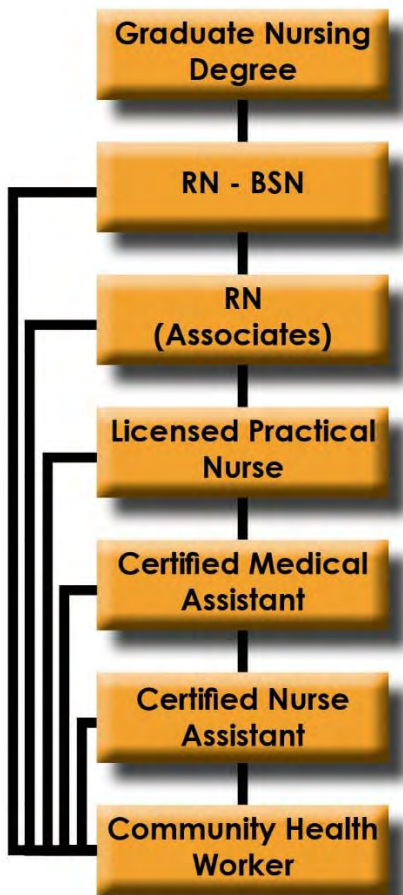 Graduate Nursing
Degree
RN - BSN
RN
(Associates)
Licensed Practical
Nurse
Certified Medical
Assistant
Certified Nurse
Assistant
Community Health
Worker